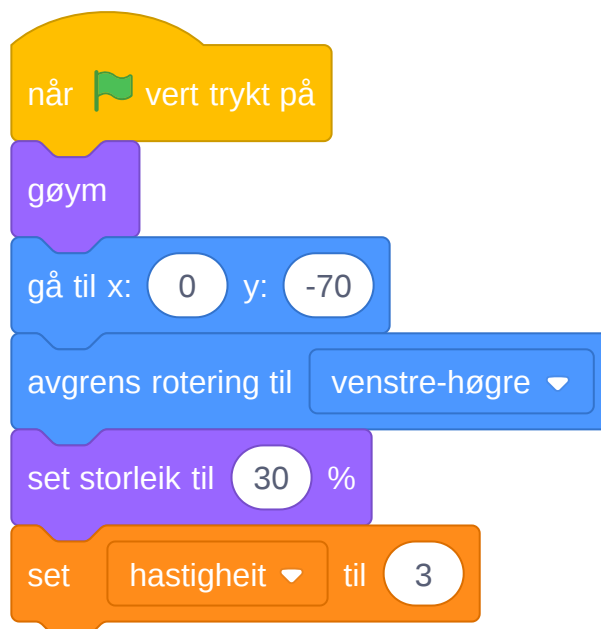 når vert trykt på
gøym
gå til x: 0 y: -70
avgrens rotering til venstre-høgre
set storleik til 30 %
set hastigheit til 3